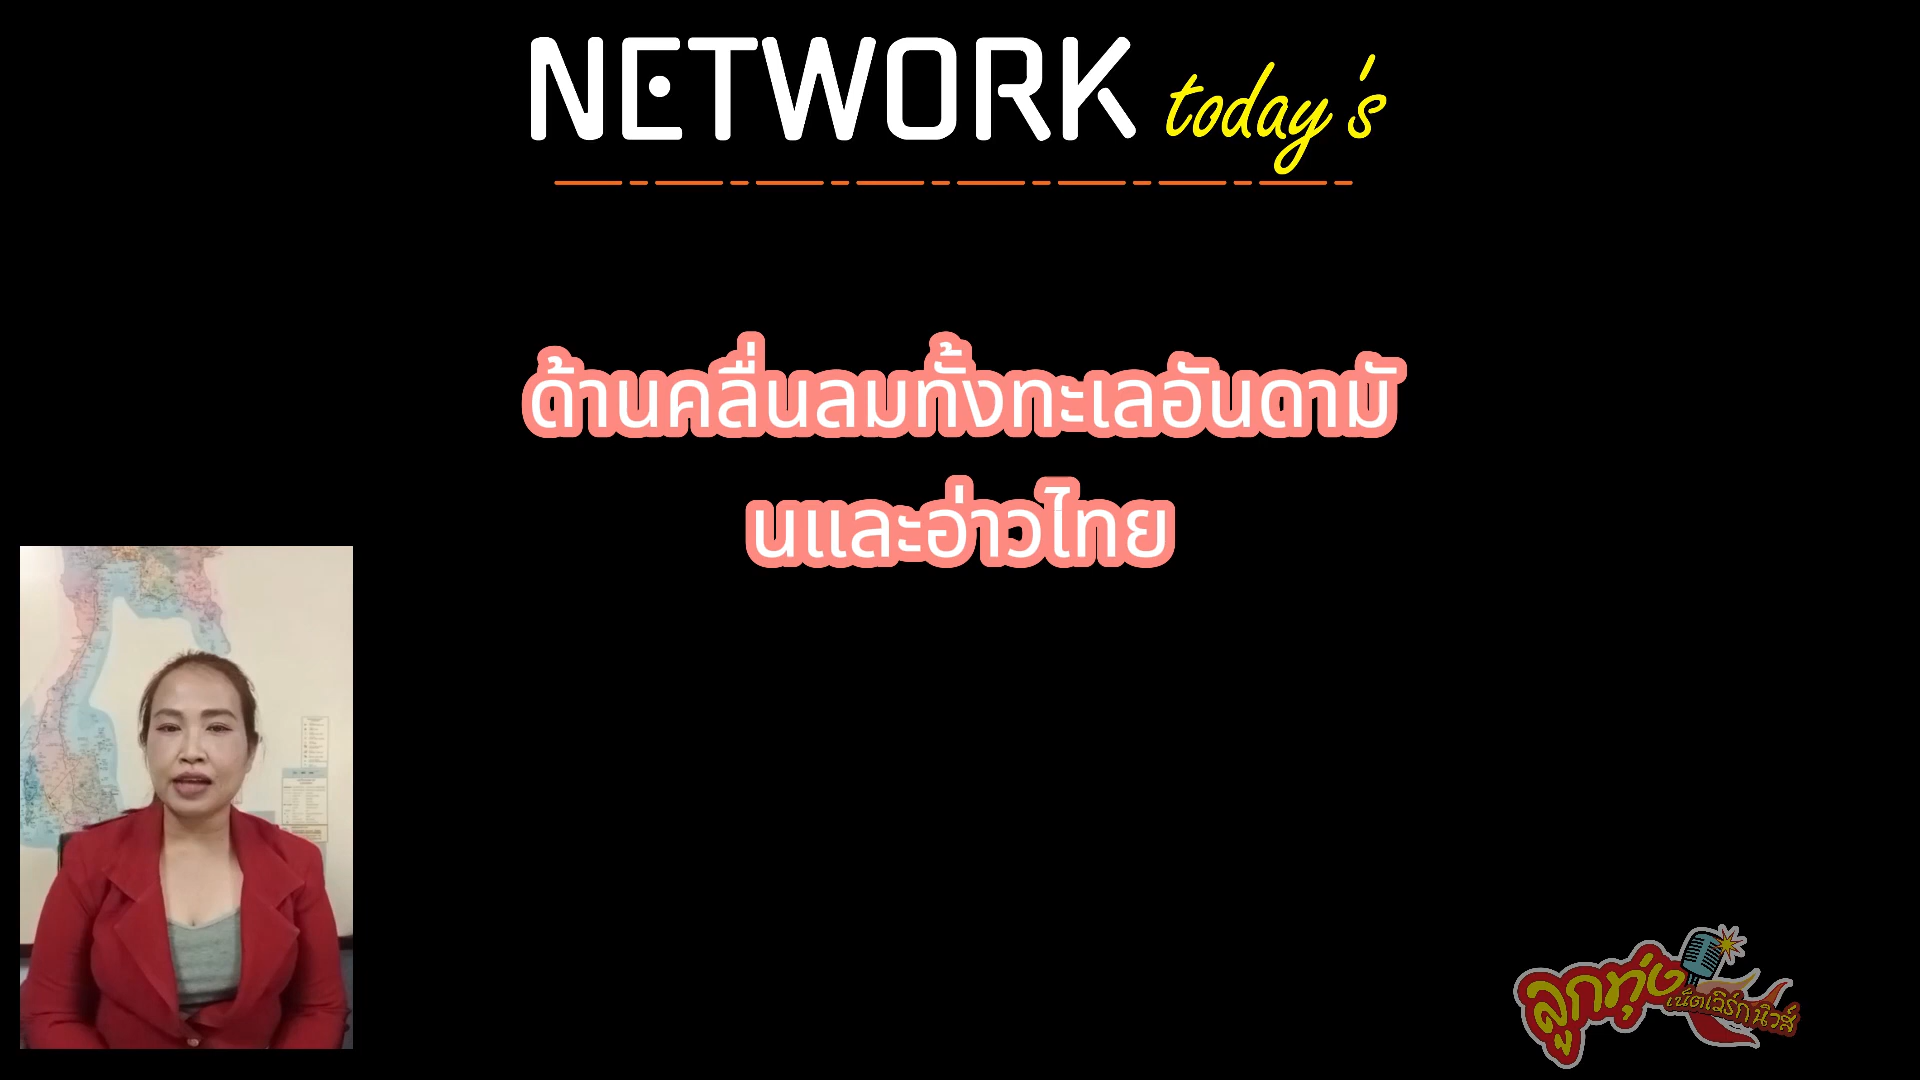 NETWORK today's
ด้านคลื่นลมทั้งทะเลอันดามั
นและอ่าวไทย
ลูกทุ่ง
เน็ตเวิร์ก นิวส์